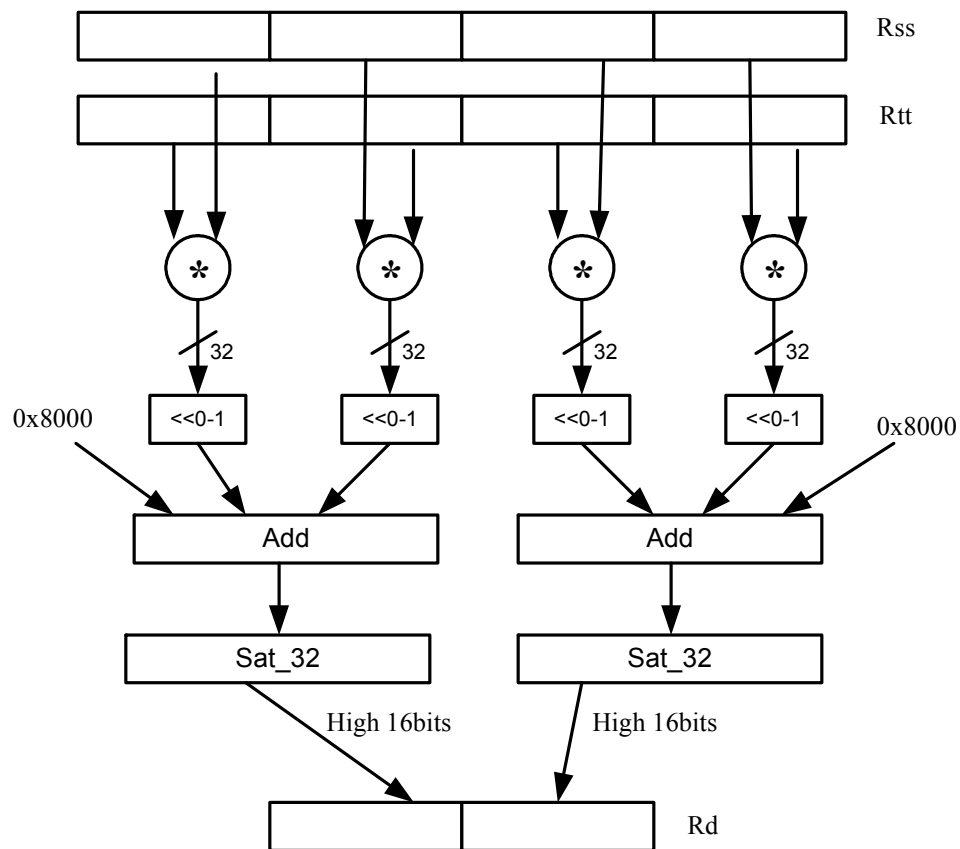 Rss
Rtt
* * * *
32 32 32 32
<<0-1 <<0-1 <<0-1 <<0-1
0x8000 0x8000
Add Add
Sat_32 Sat_32
High 16bits High 16bits
Rd